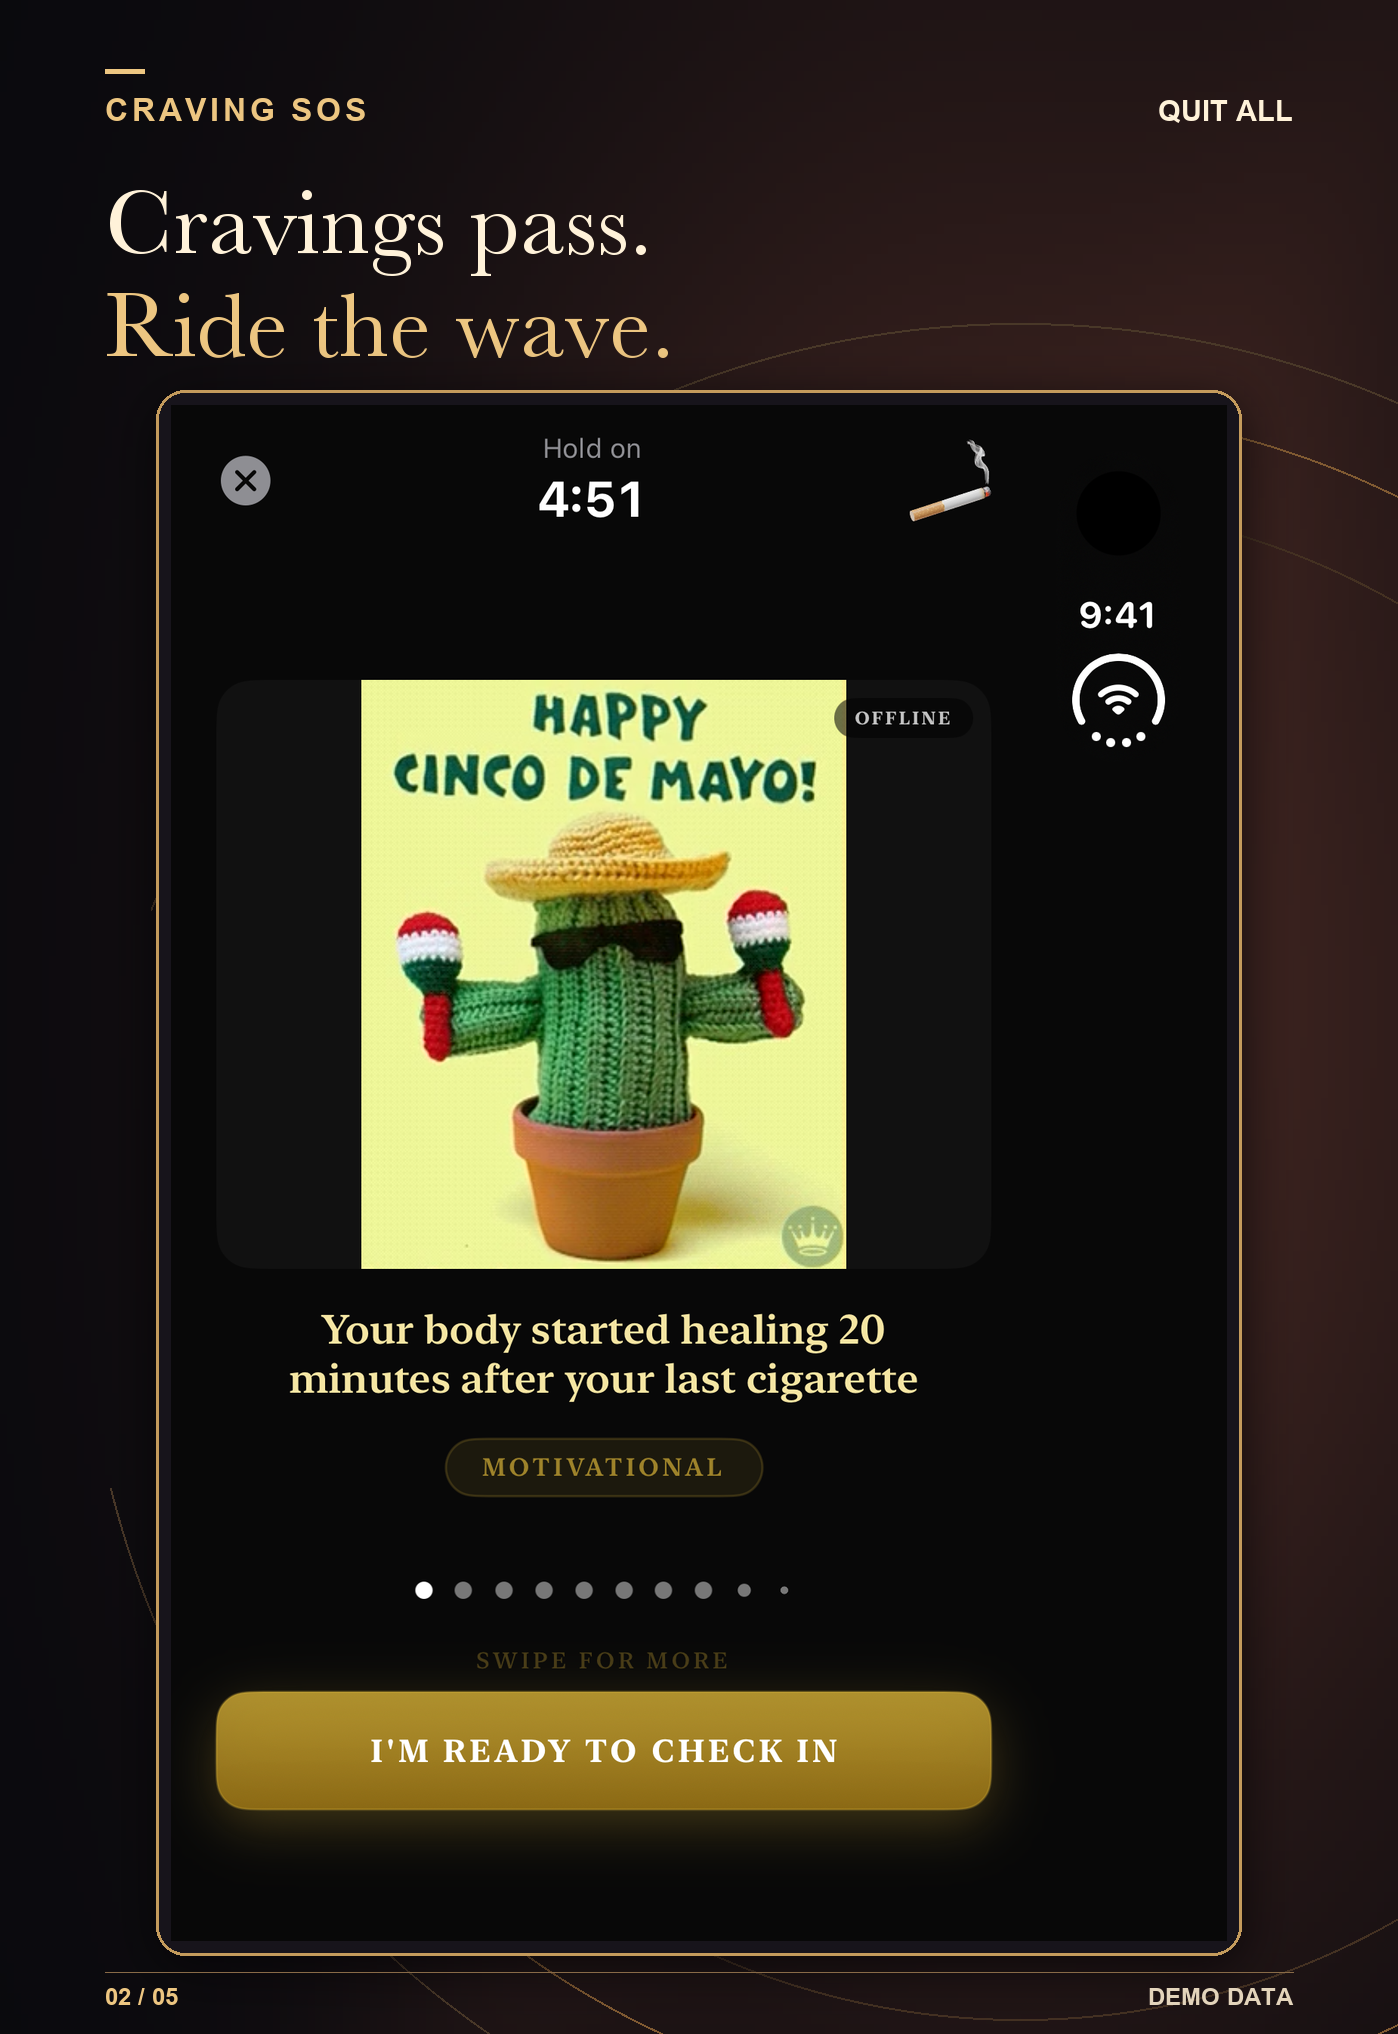 CRAVING SOS
QUIT ALL
Cravings pass.
Ride the wave.
Hold on
4:51
9:41
OFFLINE
HAPPY
CINCO DE MAYO!
Your body started healing 20
minutes after your last cigarette
MOTIVATIONAL
SWIPE FOR MORE
I'M READY TO CHECK IN
02 / 05
DEMO DATA